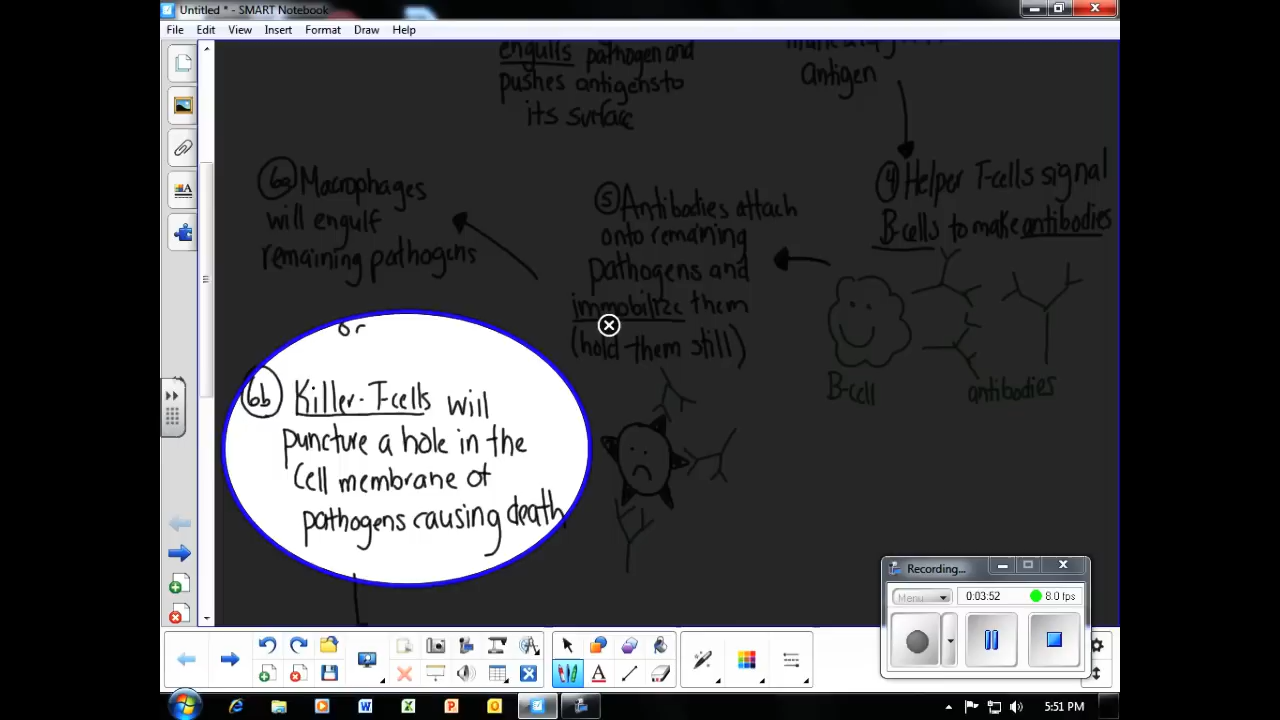 Untitled * - SMART Notebook
File Edit View Insert Format Draw Help
engulfs pathogen and
pushes antigens to
its surface
antigen
6a Macrophages
will engulf
remaining pathogens
5 Antibodies attach
onto remaining
pathogens and
immobilize them
(hold them still)
4 Helper T-cells signal
B-cells to make antibodies
B-cell
antibodies
or
6b Killer-T-cells will
puncture a hole in the
Cell membrane of
pathogens causing death
Recording...
Menu
0:03:52
8.0 fps
5:51 PM